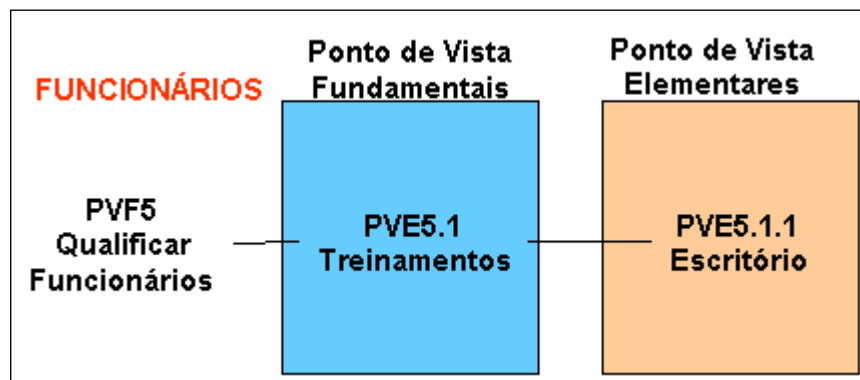 FUNCIONÁRIOS
Ponto de Vista
Fundamentais
Ponto de Vista
Elementares
PVF5
Qualificar
Funcionários
PVE5.1
Treinamentos
PVE5.1.1
Escritório